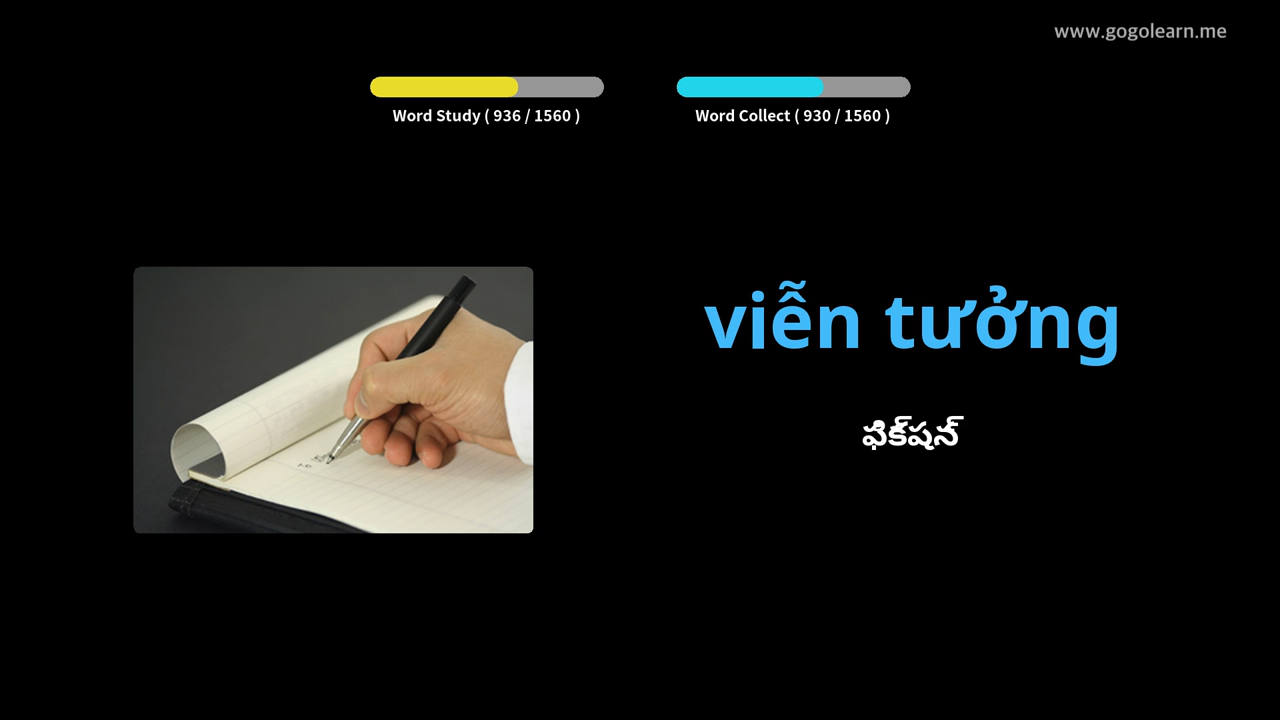 www.gogolearn.me
Word Study ( 936 / 1560 )
Word Collect ( 930 / 1560 )
viễn tưởng
ఫిక్షన్